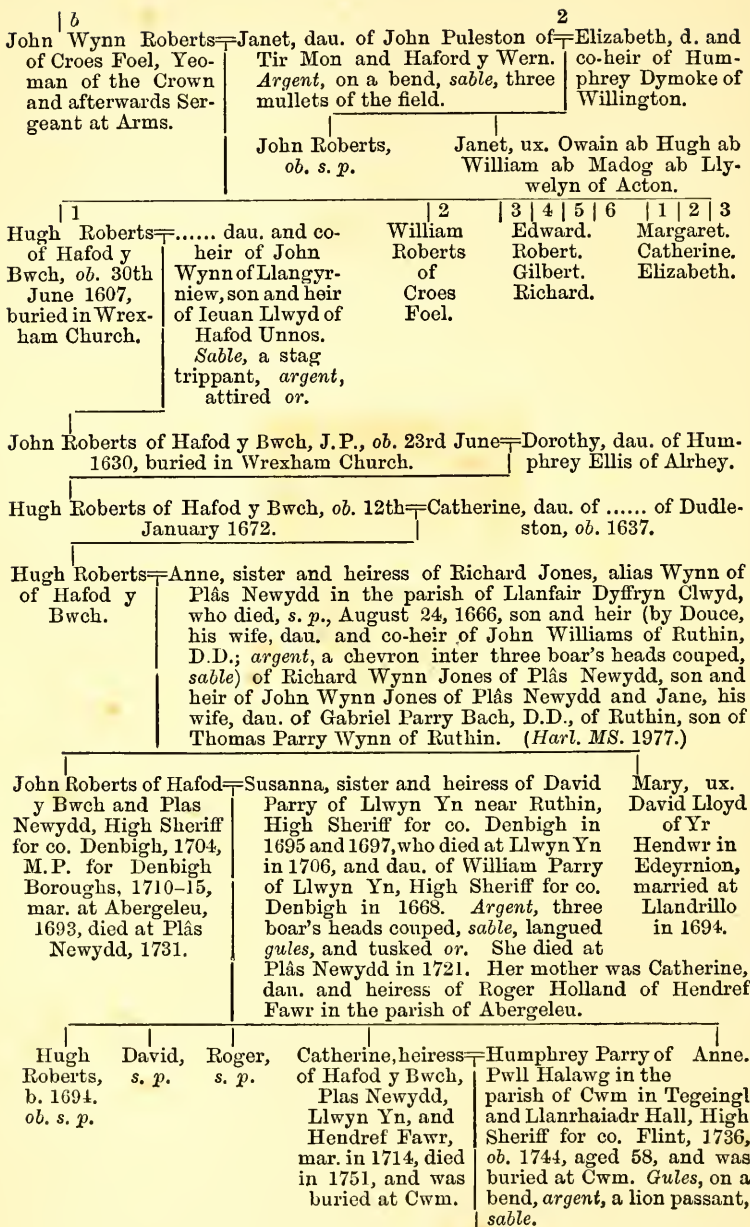 b
2
John Wynn Roberts
of Croes Foel, Yeo-
man of the Crown
and afterwards Ser-
geant at Arms.
Janet, dau. of John Puleston of
Tir Mon and Haford y Wern.
Argent, on a bend, sable, three
mullets of the field.
Elizabeth, d. and
co-heir of Hum-
phrey Dymoke of
Willington.
John Roberts,
ob. s. p.
Janet, ux. Owain ab Hugh ab
William ab Madog ab Lly-
welyn of Acton.
1
Hugh Roberts
of Hafod y
Bwch, ob. 30th
June 1607,
buried in Wrex-
ham Church.
...... dau. and co-
heir of John
Wynn of Llangyr-
niew, son and heir
of Ieuan Llwyd of
Hafod Unnos.
Sable, a stag
trippant, argent,
attired or.
2
William
Roberts
of
Croes
Foel.
3 4 5 6
Edward.
Robert.
Gilbert.
Richard.
1 2 3
Margaret.
Catherine.
Elizabeth.
John Roberts of Hafod y Bwch, J.P., ob. 23rd June
1630, buried in Wrexham Church.
Dorothy, dau. of Hum-
phrey Ellis of Alrhey.
Hugh Roberts of Hafod y Bwch, ob. 12th
January 1672.
Catherine, dau. of ...... of Dudle-
ston, ob. 1637.
Hugh Roberts
of Hafod y
Bwch.
Anne, sister and heiress of Richard Jones, alias Wynn of
Plâs Newydd in the parish of Llanfair Dyffryn Clwyd,
who died, s. p., August 24, 1666, son and heir (by Douce,
his wife, dau. and co-heir of John Williams of Ruthin,
D.D.; argent, a chevron inter three boar's heads couped,
sable) of Richard Wynn Jones of Plâs Newydd, son and
heir of John Wynn Jones of Plâs Newydd and Jane, his
wife, dau. of Gabriel Parry Bach, D.D., of Ruthin, son of
Thomas Parry Wynn of Ruthin. (Harl. MS. 1977.)
John Roberts of Hafod
y Bwch and Plas
Newydd, High Sheriff
for co. Denbigh, 1704,
M.P. for Denbigh
Boroughs, 1710-15,
mar. at Abergeleu,
1693, died at Plâs
Newydd, 1731.
Susanna, sister and heiress of David
Parry of Llwyn Yn near Ruthin,
High Sheriff for co. Denbigh in
1695 and 1697, who died at Llwyn Yn
in 1706, and dau. of William Parry
of Llwyn Yn, High Sheriff for co.
Denbigh in 1668. Argent, three
boar's heads couped, sable, langued
gules, and tusked or. She died at
Plâs Newydd in 1721. Her mother was Catherine,
dau. and heiress of Roger Holland of Hendref
Fawr in the parish of Abergeleu.
Mary, ux.
David Lloyd
of Yr
Hendwr in
Edeyrnion,
married at
Llandrillo
in 1694.
Hugh
Roberts,
b. 1694.
ob. s. p.
David,
s. p.
Roger,
s. p.
Catherine, heiress
of Hafod y Bwch,
Plas Newydd,
Llwyn Yn, and
Hendref Fawr,
mar. in 1714, died
in 1751, and was
buried at Cwm.
Humphrey Parry of
Pwll Halawg in the
parish of Cwm in Tegeingl
and Llanrhaiadr Hall, High
Sheriff for co. Flint, 1736,
ob. 1744, aged 58, and was
buried at Cwm. Gules, on a
bend, argent, a lion passant,
sable.
Anne.